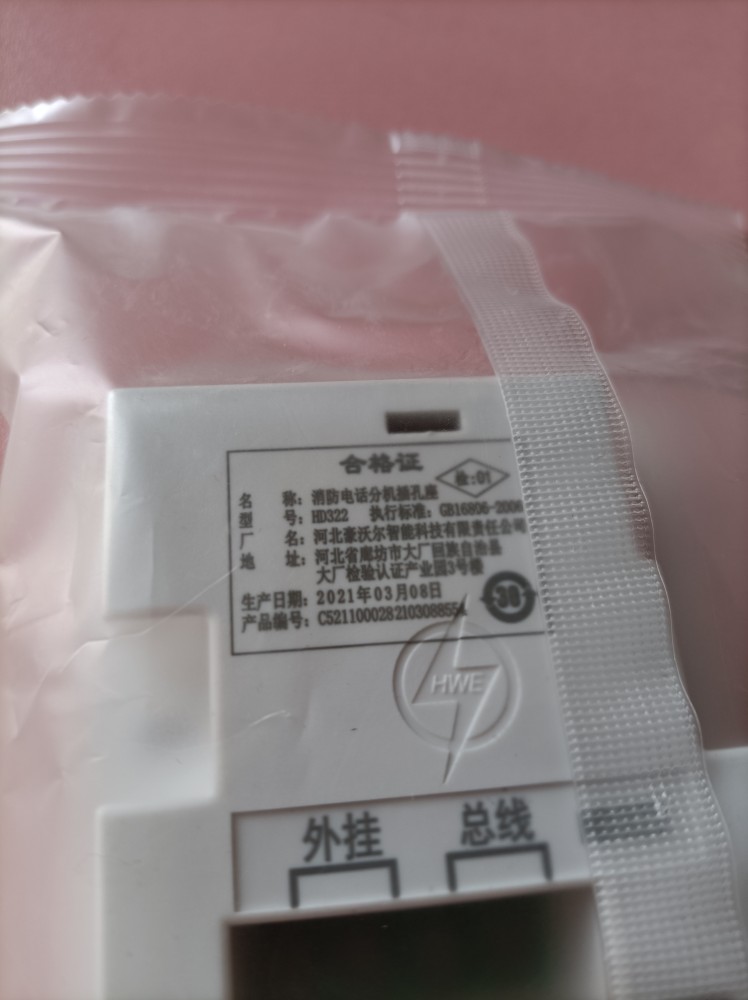 合格证
检:01
名 称: 消防电话分机插孔座
型 号: HD322 执行标准: GB16806-2006
厂 名: 河北豪沃尔智能科技有限责任公司
地 址: 河北省廊坊市大厂回族自治县
大厂检验认证产业园3号楼
生产日期: 2021年03月08日
产品编号: C521100028210308855
30
HWE
外挂 总线